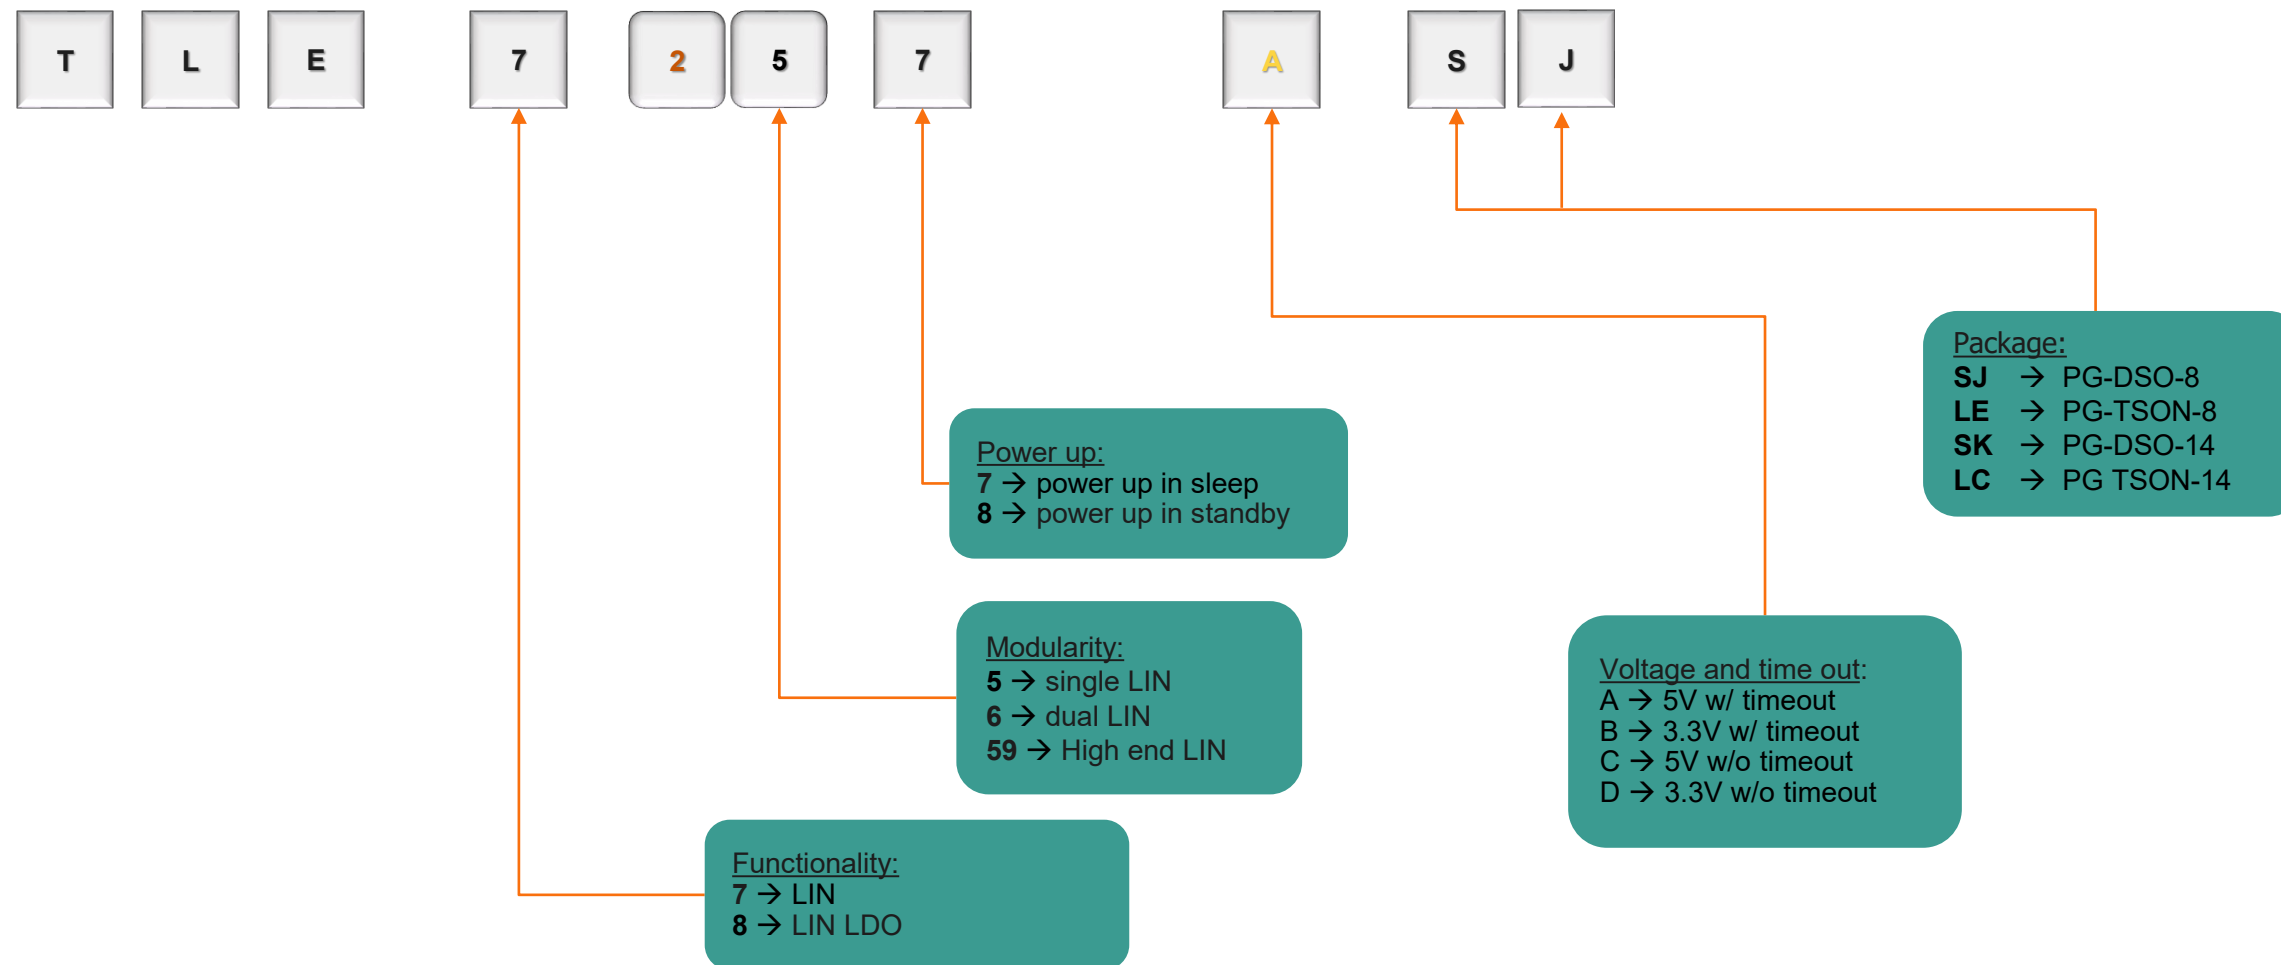 T L E 7 2 5 7 A S J
Package:
SJ → PG-DSO-8
LE → PG-TSON-8
SK → PG-DSO-14
LC → PG TSON-14
Power up:
7 → power up in sleep
8 → power up in standby
Modularity:
5 → single LIN
6 → dual LIN
59 → High end LIN
Voltage and time out:
A → 5V w/ timeout
B → 3.3V w/ timeout
C → 5V w/o timeout
D → 3.3V w/o timeout
Functionality:
7 → LIN
8 → LIN LDO